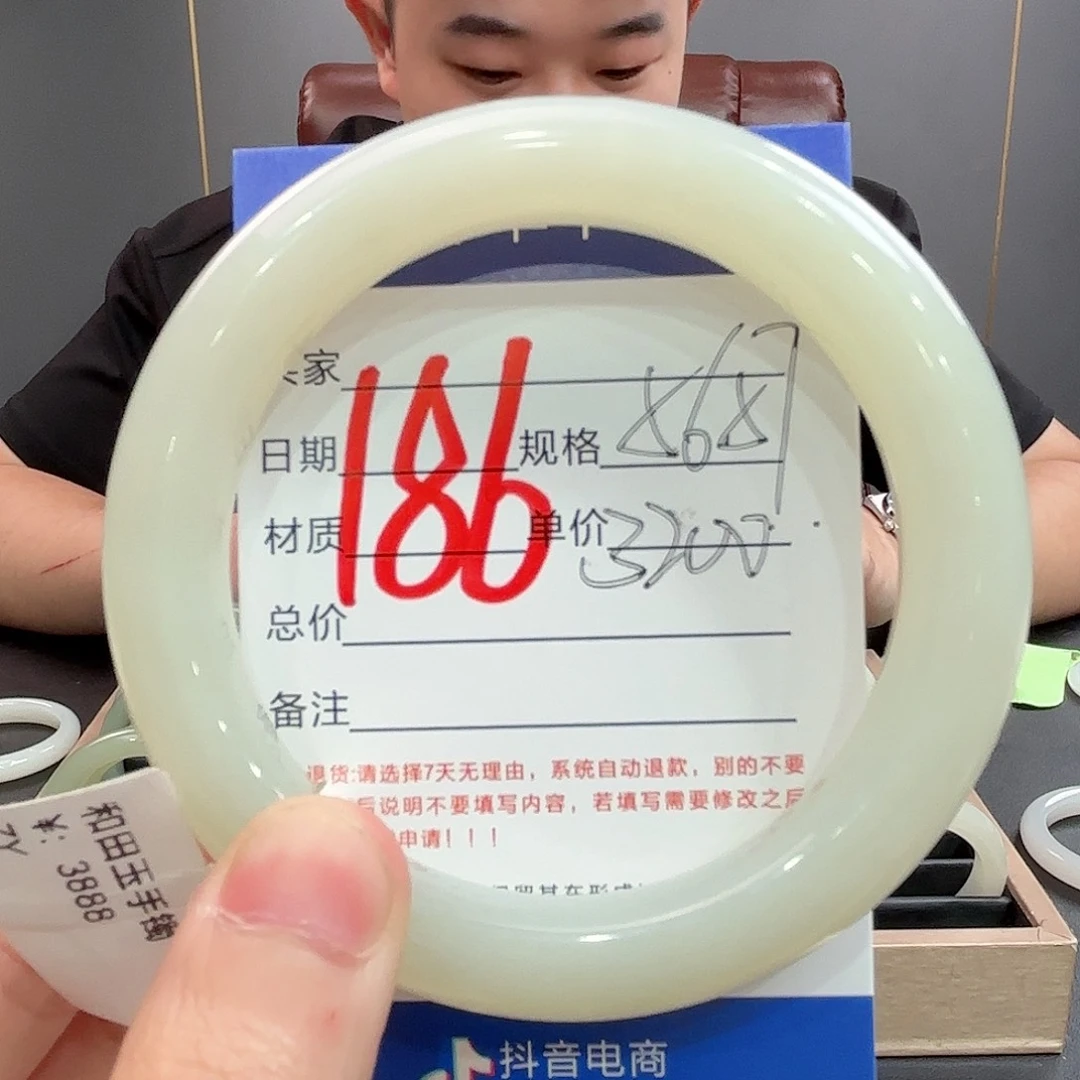 家
日期 186 规格
材质 单价 3200
总价
备注
退货:请选择7天无理由，系统自动退款，别的不要
后说明不要填写内容，若填写需要修改之后
申请！！！
和田玉手镯
3888
抖音电商